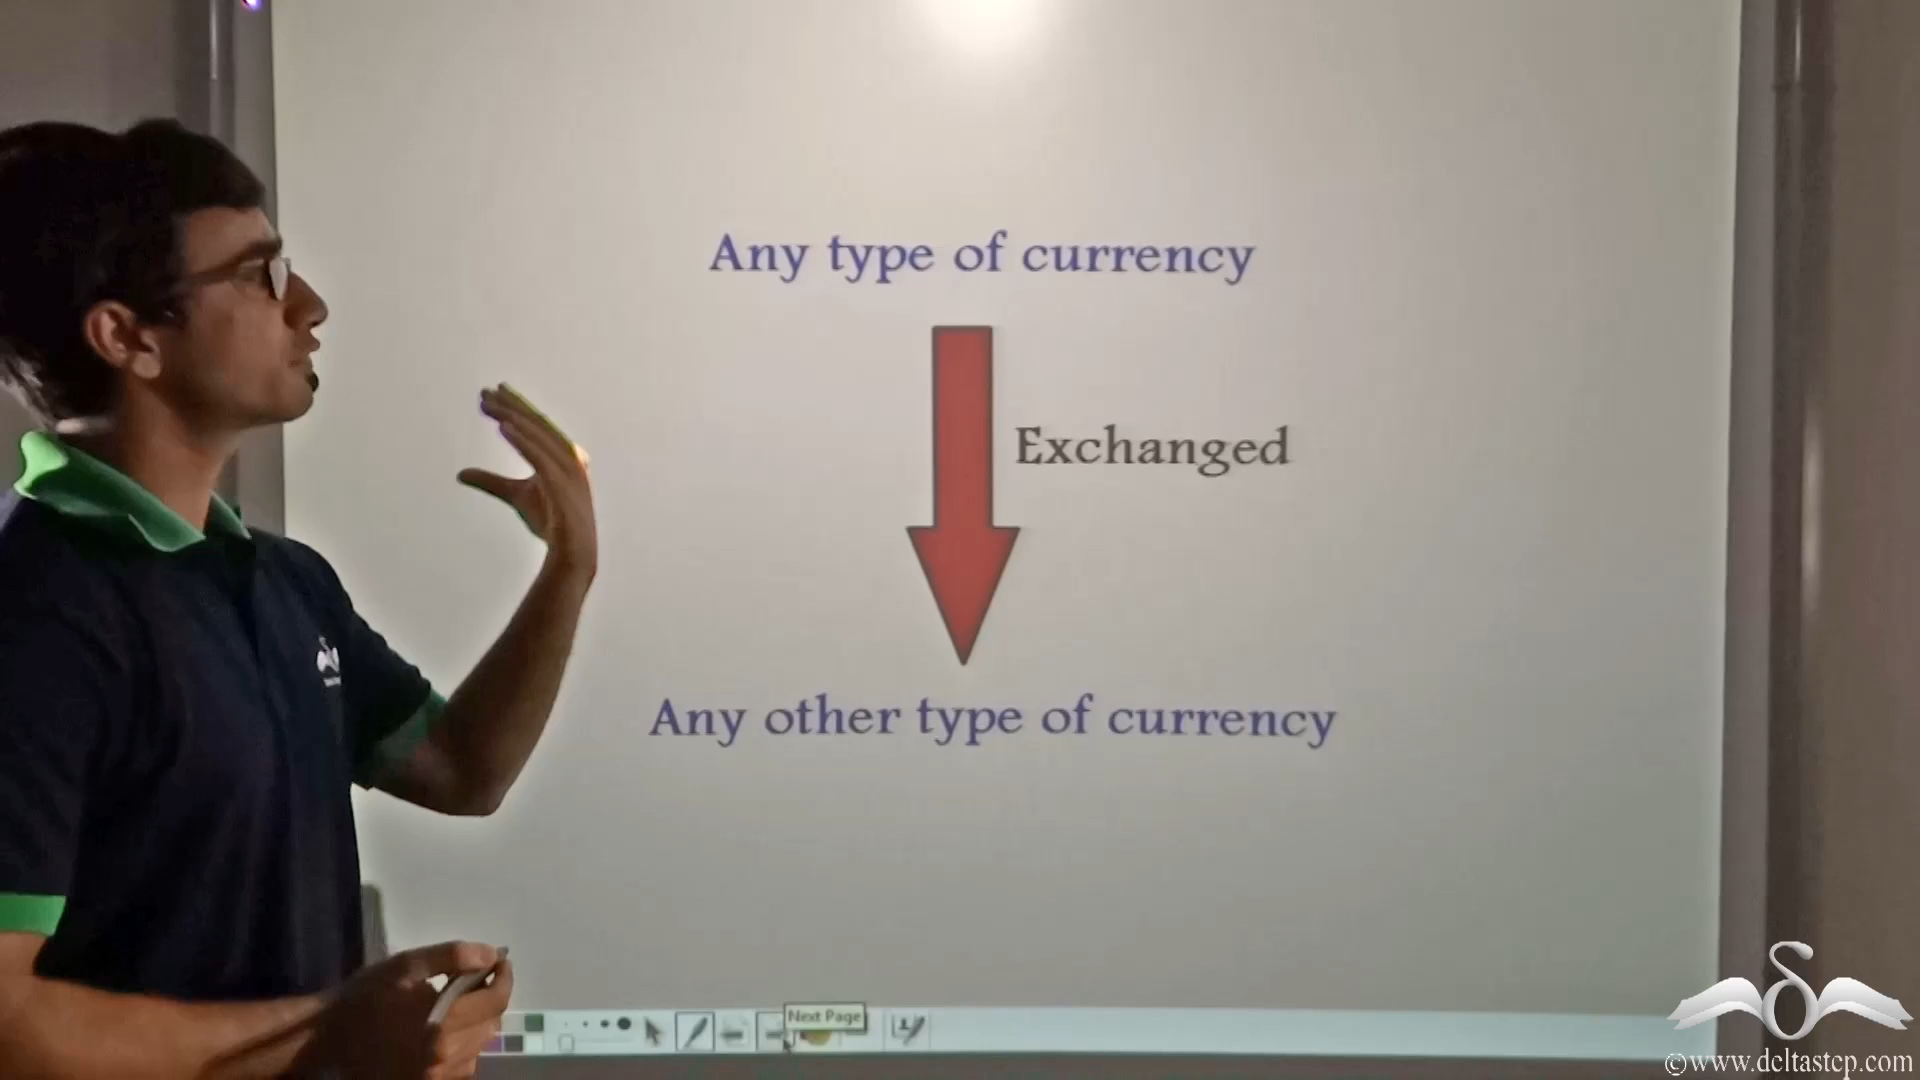 Any type of currency
Exchanged
Any other type of currency
Next Page
©www.deltastep.com